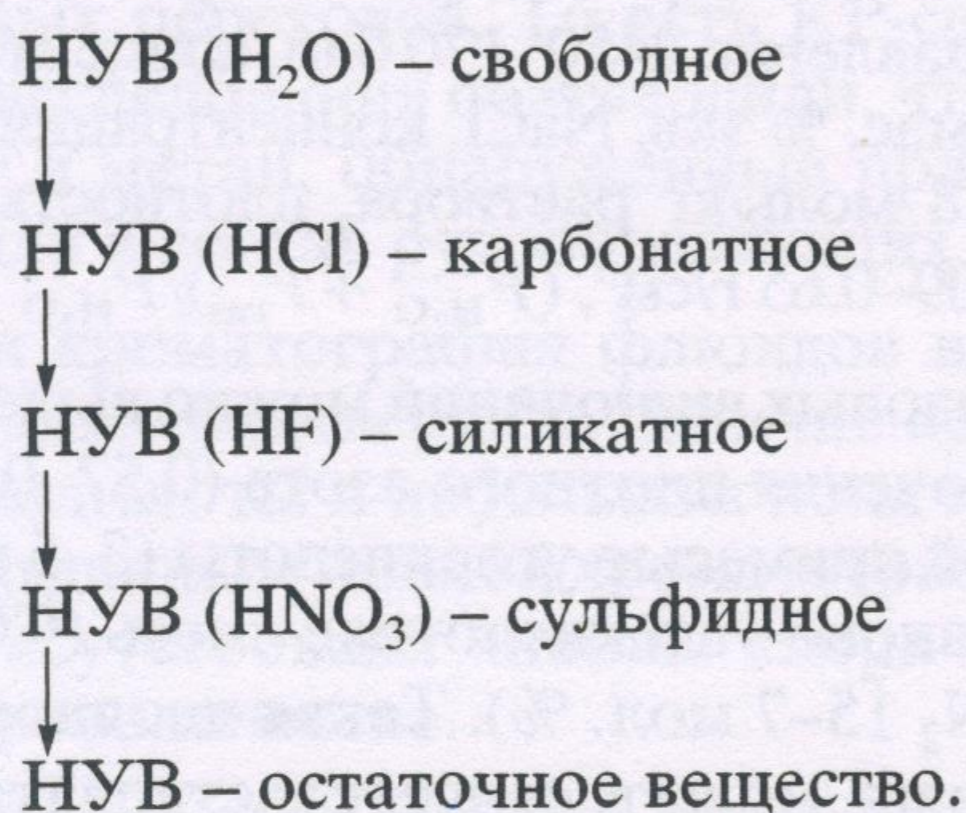 НУВ (H₂O) – свободное
НУВ (HCl) – карбонатное
НУВ (HF) – силикатное
НУВ (HNO₃) – сульфидное
НУВ – остаточное вещество.